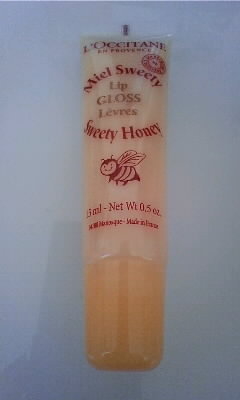 L'OCCITANE
EN PROVENCE
Miel Sweety
Lip
GLOSS
Lèvres
Sweety Honey
15 ml - Net Wt 0,5 oz.
Manosque - Made in France